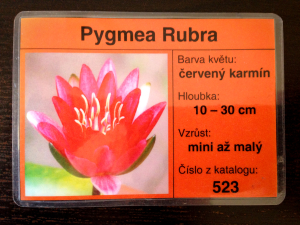 Pygmea Rubra
Barva květu:
červený karmín
Hloubka:
10 – 30 cm
Vzrůst:
mini až malý
Číslo z katalogu:
523